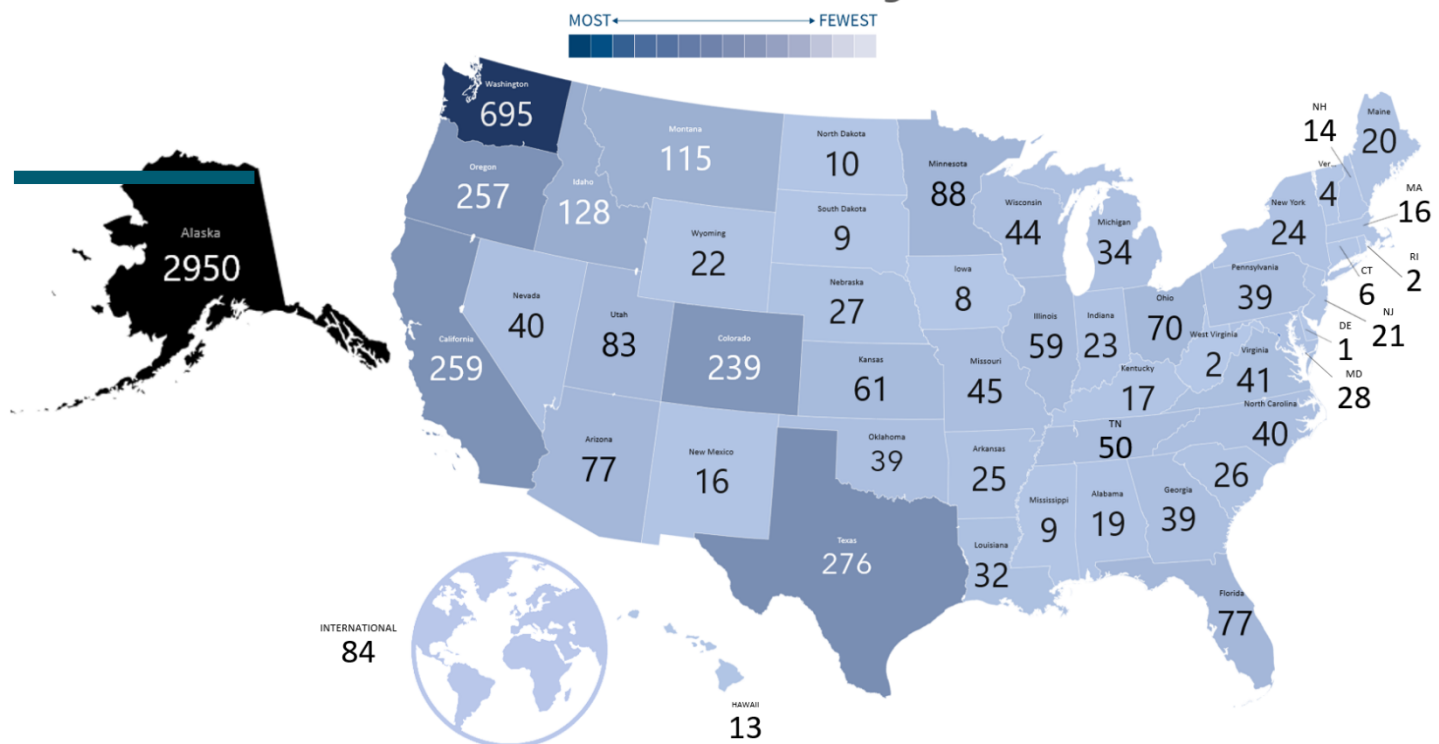 MOST
FEWEST
Washington
695
Oregon
257
California
259
Idaho
128
Montana
115
Nevada
40
Utah
83
Wyoming
22
Colorado
239
Arizona
77
New Mexico
16
North Dakota
10
South Dakota
9
Nebraska
27
Kansas
61
Oklahoma
39
Texas
276
Minnesota
88
Iowa
8
Missouri
45
Arkansas
25
Louisiana
32
Wisconsin
44
Illinois
59
Michigan
34
Indiana
23
Ohio
70
Kentucky
17
TN
50
Mississippi
9
Alabama
19
Georgia
39
Florida
77
26
North Carolina
40
Virginia
41
West Virginia
2
Pennsylvania
39
New York
24
Ver...
4
NH
14
Maine
20
MA
16
RI
2
CT
6
NJ
21
DE
1
MD
28
Alaska
2950
INTERNATIONAL
84
HAWAII
13